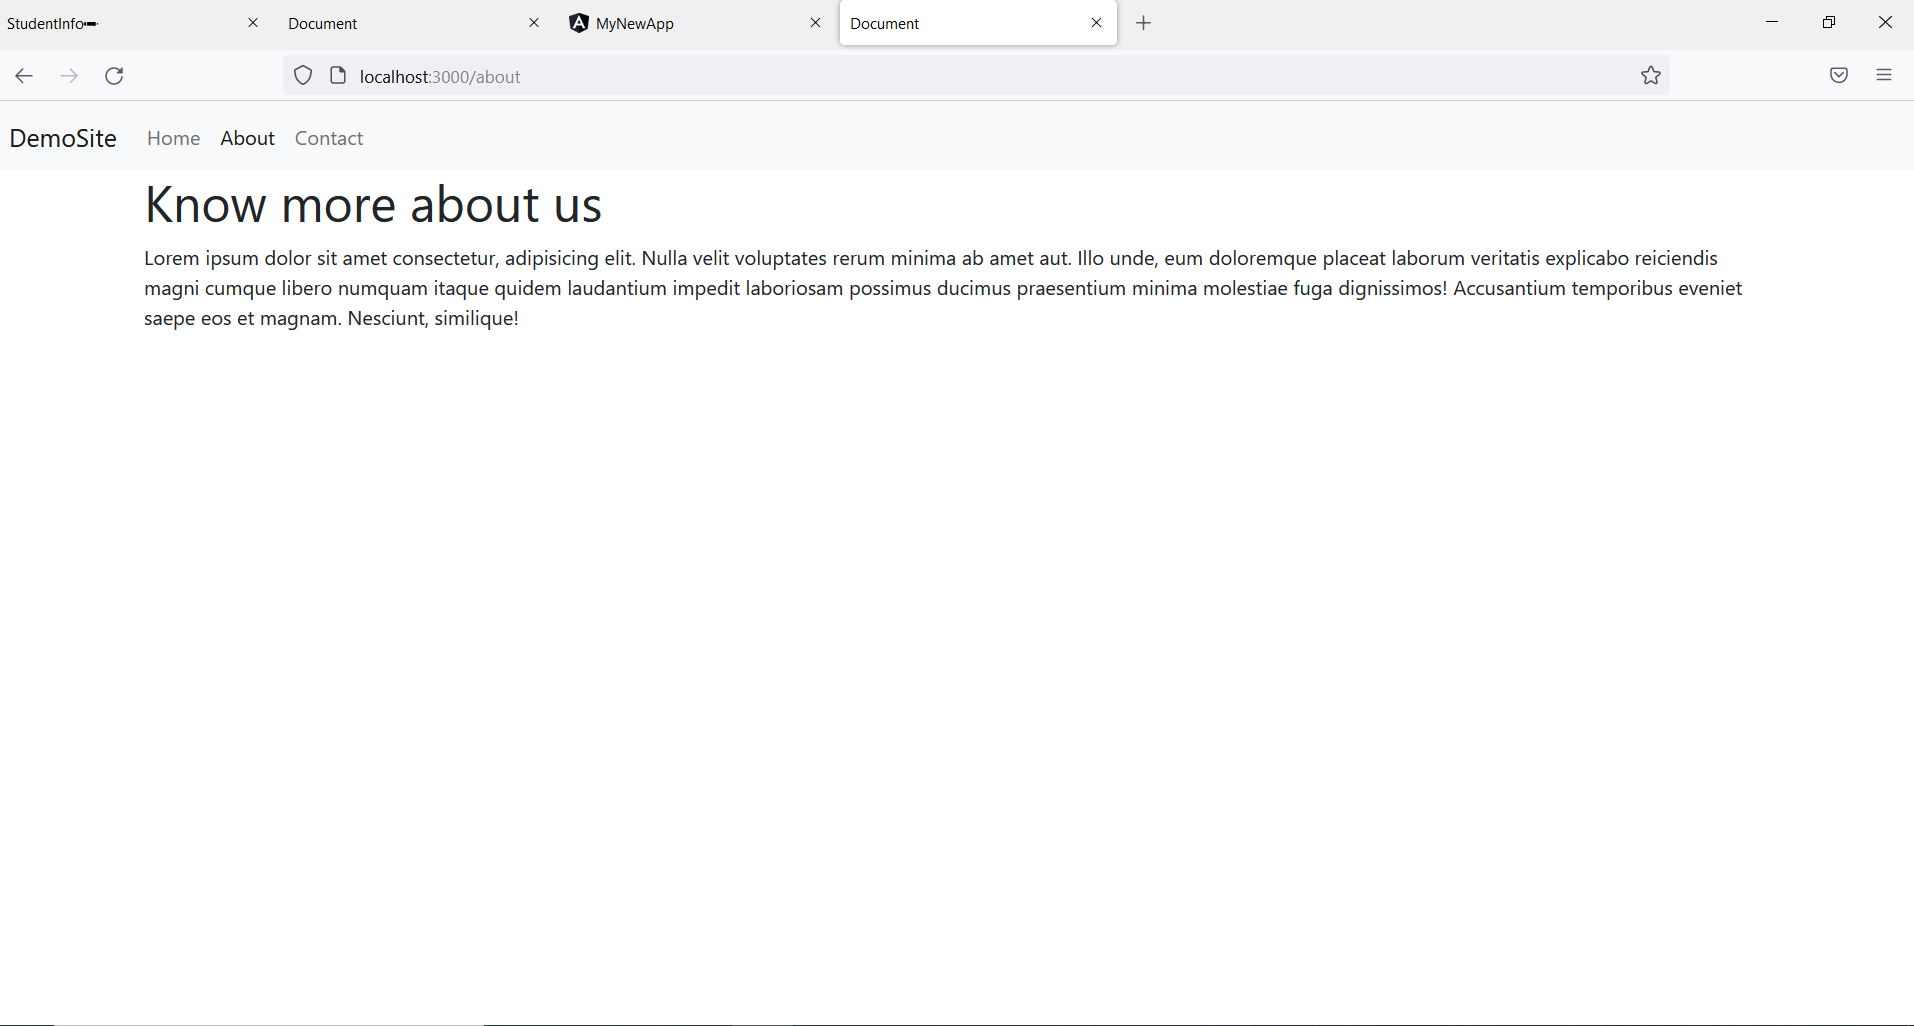 StudentInfo
Document
MyNewApp
Document
localhost:3000/about
DemoSite Home About Contact
Know more about us
Lorem ipsum dolor sit amet consectetur, adipisicing elit. Nulla velit voluptates rerum minima ab amet aut. Illo unde, eum doloremque placeat laborum veritatis explicabo reiciendis
magni cumque libero numquam itaque quidem laudantium impedit laboriosam possimus ducimus praesentium minima molestiae fuga dignissimos! Accusantium temporibus eveniet
saepe eos et magnam. Nesciunt, similique!